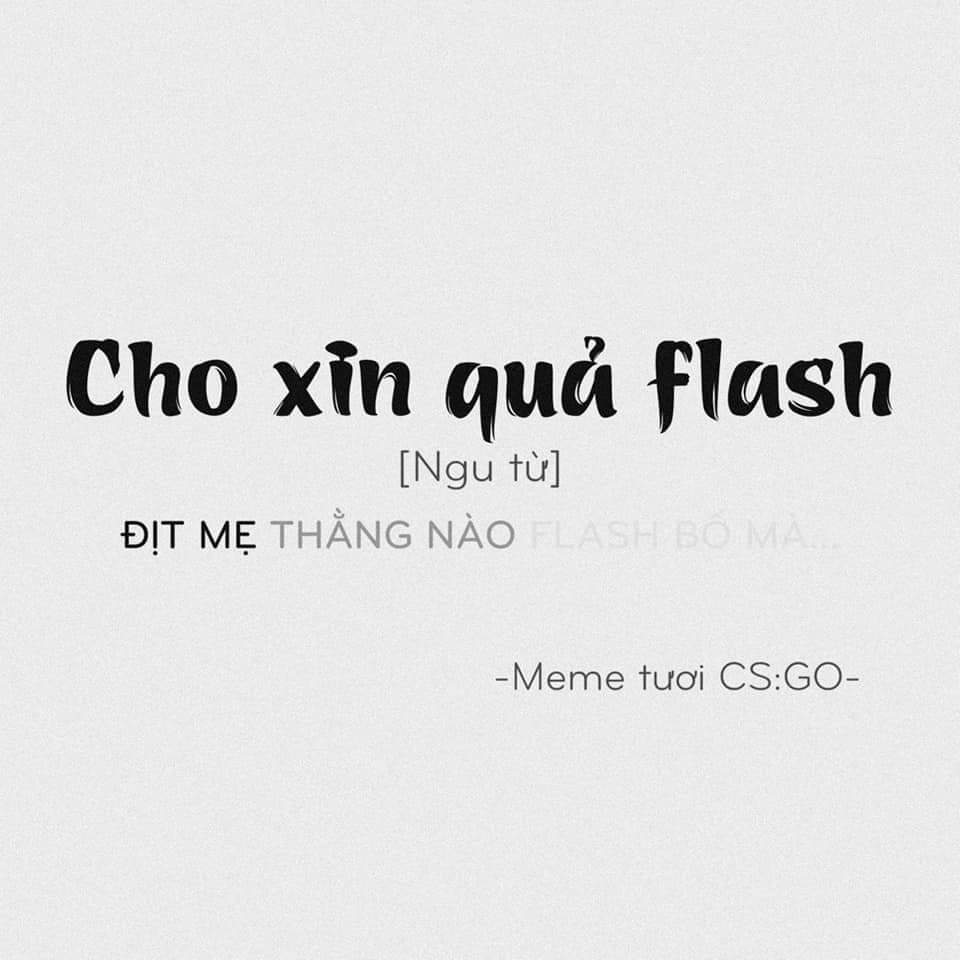 Cho xin quả flash
[Ngu từ]
ĐỊT MẸ THẰNG NÀO FLASH BỐ MÀ...
-Meme tươi CS:GO-